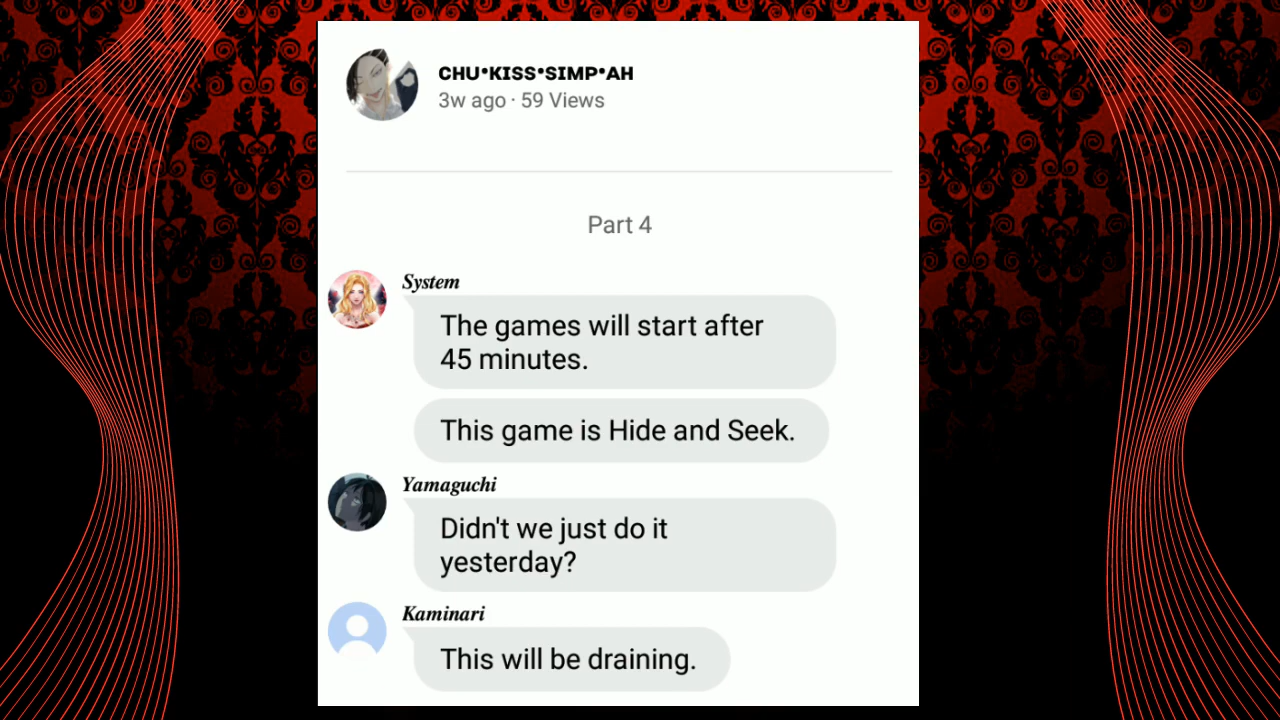 CHU•KISS•SIMP•AH
3w ago · 59 Views
Part 4
System
The games will start after
45 minutes.
This game is Hide and Seek.
Yamaguchi
Didn't we just do it
yesterday?
Kaminari
This will be draining.